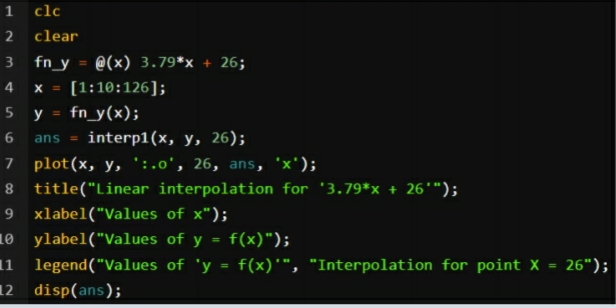 1 clc
2 clear
3 fn_y = @(x) 3.79*x + 26;
4 x = [1:10:126];
5 y = fn_y(x);
6 ans = interp1(x, y, 26);
7 plot(x, y, ':.o', 26, ans, 'x');
8 title("Linear interpolation for '3.79*x + 26'");
9 xlabel("Values of x");
10 ylabel("Values of y = f(x)");
11 legend("Values of 'y = f(x)'", "Interpolation for point X = 26");
12 disp(ans);